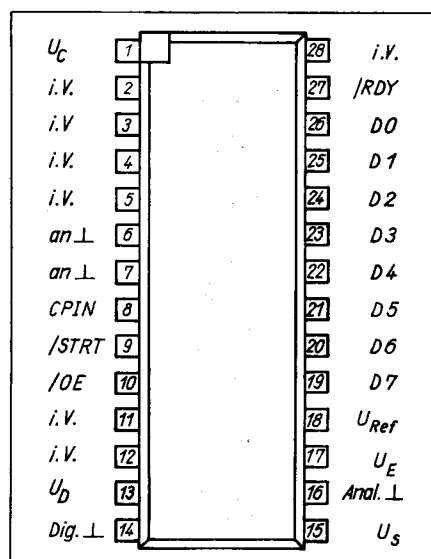 U_C 1 28 i.V.
i.V. 2 27 /RDY
i.V 3 26 D0
i.V. 4 25 D1
i.V. 5 24 D2
an⊥ 6 23 D3
an⊥ 7 22 D4
CPIN 8 21 D5
/STRT 9 20 D6
/OE 10 19 D7
i.V. 11 18 U_Ref
i.V. 12 17 U_E
U_D 13 16 Anal.⊥
Dig.⊥ 14 15 U_S